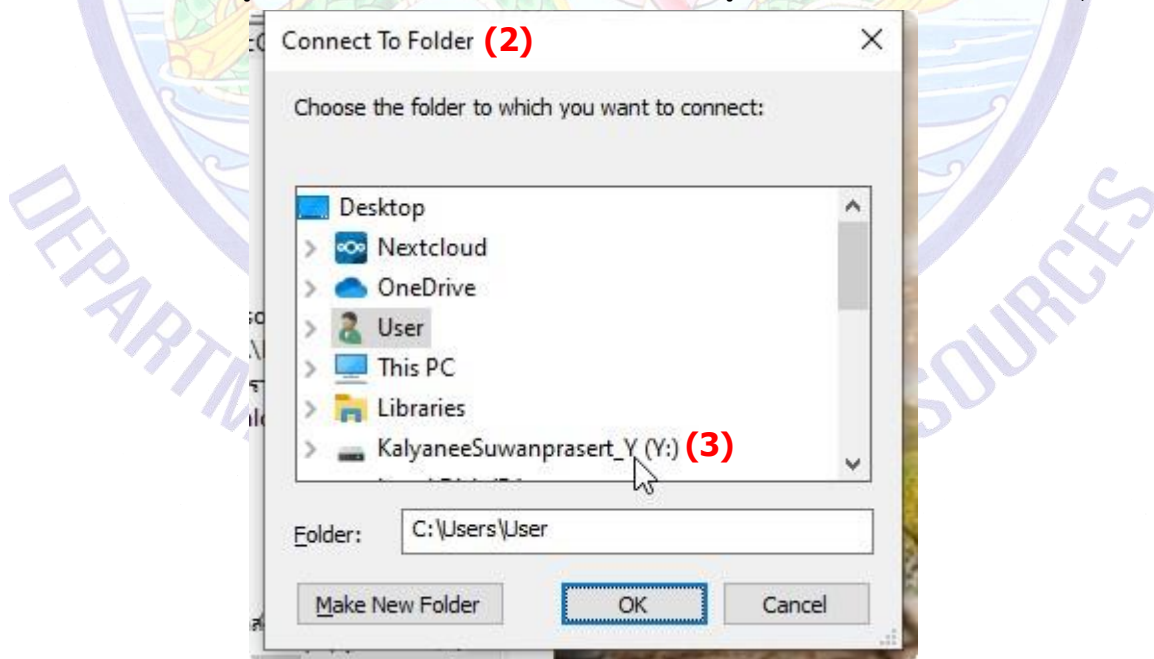 Connect To Folder (2)
Choose the folder to which you want to connect:
Desktop
Nextcloud
OneDrive
User
This PC
Libraries
KalyaneeSuwanprasert_Y (Y:) (3)
Folder: C:\Users\User
Make New Folder OK Cancel